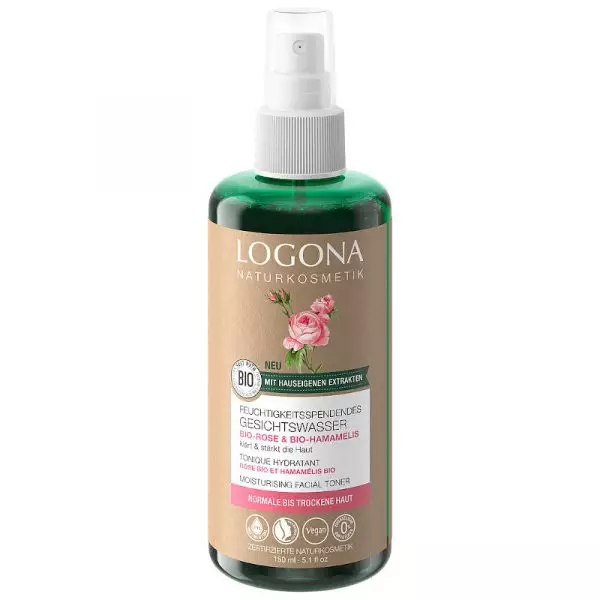 LOGONA
NATURKOSMETIK
NEU
BIO
MIT HAUSEIGENEN EXTRAKTEN
FEUCHTIGKEITSSPENDENDES
GESICHTSWASSER
BIO-ROSE & BIO-HAMAMELIS
klärt & stärkt die Haut
TONIQUE HYDRATANT
ROSE BIO ET HAMAMÉLIS BIO
MOISTURISING FACIAL TONER
NORMALE BIS TROCKENE HAUT
Vegan
0%
ZERTIFIZIERTE NATURKOSMETIK
150 ml - 5.1 fl oz